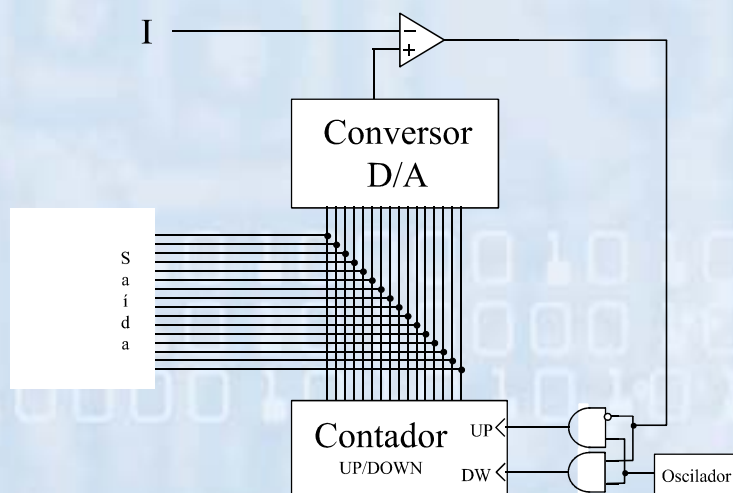 I
−
+
Conversor
D/A
S
a
í
d
a
Contador
UP/DOWN
UP
DW
Oscilador